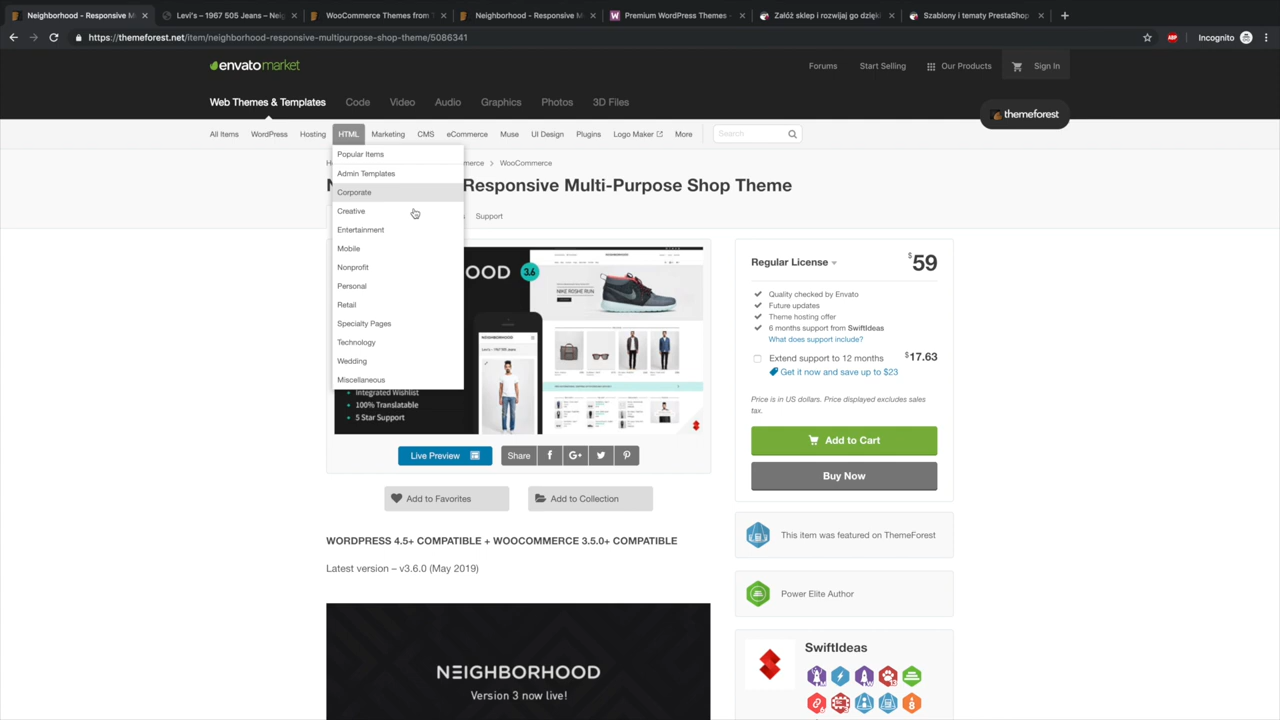 Neighborhood - Responsive M
Levi's – 1967 505 Jeans – Neig
WooCommerce Themes from T
Neighborhood - Responsive M
Premium WordPress Themes -
Załóż sklep i rozwijaj go dzięki
Szablony i tematy PrestaShop
https://themeforest.net/item/neighborhood-responsive-multipurpose-shop-theme/5086341
ABP
Incognito
envatomarket
Forums
Start Selling
Our Products
Sign In
Web Themes & Templates
Code
Video
Audio
Graphics
Photos
3D Files
themeforest
All Items
WordPress
Hosting
HTML
Marketing
CMS
eCommerce
Muse
UI Design
Plugins
Logo Maker
More
Search
Popular Items
Admin Templates
Corporate
Creative
Entertainment
Mobile
Nonprofit
Personal
Retail
Specialty Pages
Technology
Wedding
Miscellaneous
merce > WooCommerce
Responsive Multi-Purpose Shop Theme
Support
OOD
3.6
NEIGHBORHOOD
NIKE ROSHE RUN
Integrated Wishlist
100% Translatable
5 Star Support
Live Preview
Share
Add to Favorites
Add to Collection
WORDPRESS 4.5+ COMPATIBLE + WOOCOMMERCE 3.5.0+ COMPATIBLE
Latest version – v3.6.0 (May 2019)
NEIGHBORHOOD
Version 3 now live!
Regular License
$59
Quality checked by Envato
Future updates
Theme hosting offer
6 months support from SwiftIdeas
What does support include?
Extend support to 12 months
$17.63
Get it now and save up to $23
Price is in US dollars. Price displayed excludes sales
tax.
Add to Cart
Buy Now
This item was featured on ThemeForest
Power Elite Author
SwiftIdeas
8